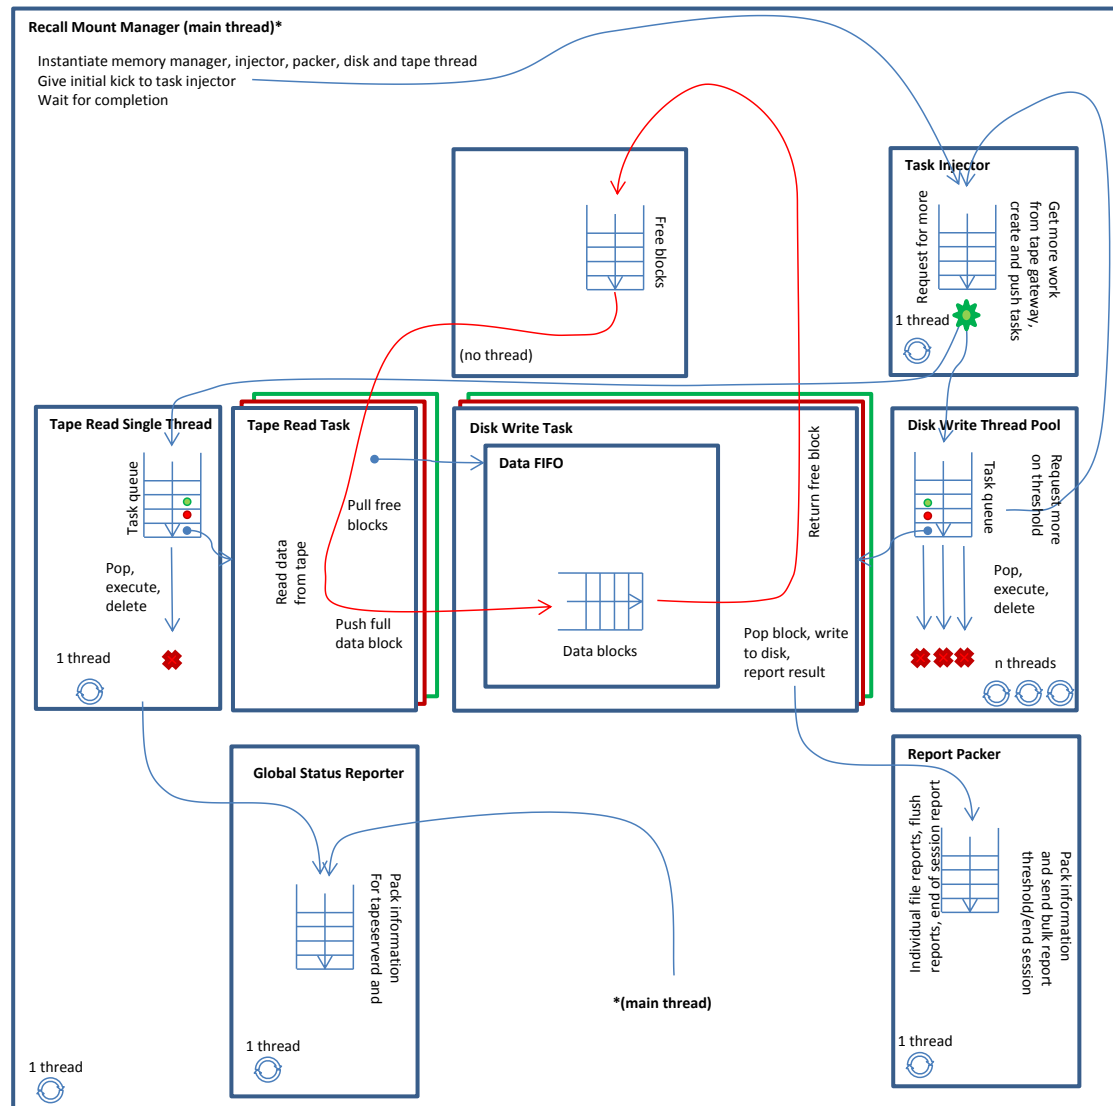 Recall Mount Manager (main thread)*
Instantiate memory manager, injector, packer, disk and tape thread
Give initial kick to task injector
Wait for completion
Free blocks
(no thread)
Task Injector
Request for more
Get more work
from tape gateway,
create and push tasks
1 thread
Tape Read Single Thread
Task queue
Pop,
execute,
delete
1 thread
Tape Read Task
Pull free
blocks
Read data
from tape
Push full
data block
Disk Write Task
Data FIFO
Data blocks
Return free block
Pop block, write
to disk,
report result
Disk Write Thread Pool
Task queue
Request more
on threshold
Pop,
execute,
delete
n threads
Global Status Reporter
Pack information
For tapeserverd and
1 thread
*(main thread)
Report Packer
Individual file reports, flush
reports, end of session report
Pack information
and send bulk report
threshold/end session
1 thread
1 thread